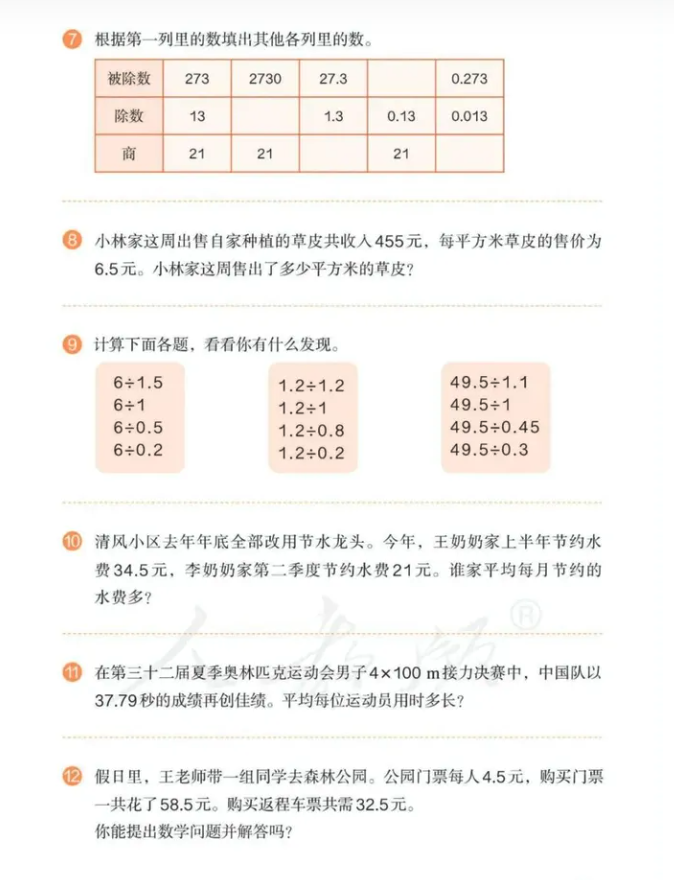 7 根据第一列里的数填出其他各列里的数。
被除数 273 2730 27.3 0.273
除数 13 1.3 0.13 0.013
商 21 21 21
8 小林家这周出售自家种植的草皮共收入455元，每平方米草皮的售价为
6.5元。小林家这周售出了多少平方米的草皮？
9 计算下面各题，看看你有什么发现。
6÷1.5
6÷1
6÷0.5
6÷0.2
1.2÷1.2
1.2÷1
1.2÷0.8
1.2÷0.2
49.5÷1.1
49.5÷1
49.5÷0.45
49.5÷0.3
10 清风小区去年年底全部改用节水龙头。今年，王奶奶家上半年节约水
费34.5元，李奶奶家第二季度节约水费21元。谁家平均每月节约的
水费多？
人教版®
11 在第三十二届夏季奥林匹克运动会男子4×100 m接力决赛中，中国队以
37.79秒的成绩再创佳绩。平均每位运动员用时多长？
12 假日里，王老师带一组同学去森林公园。公园门票每人4.5元，购买门票
一共花了58.5元。购买返程车票共需32.5元。
你能提出数学问题并解答吗？